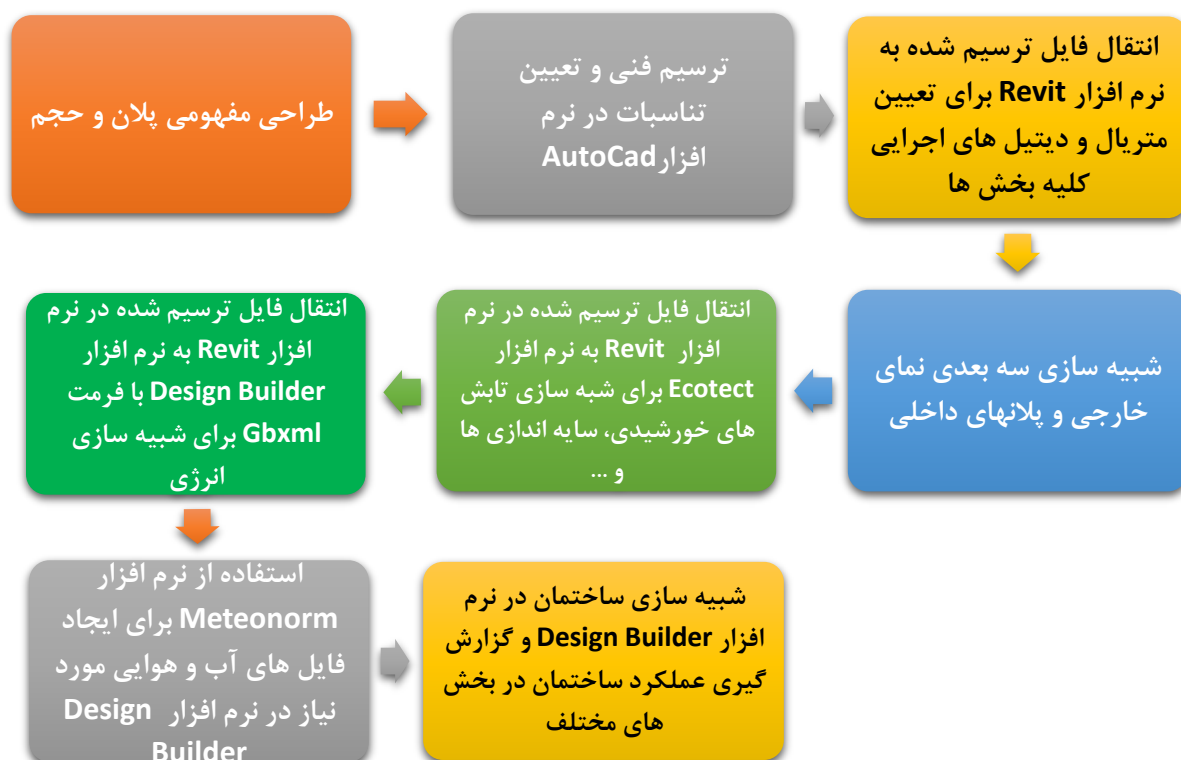 طراحی مفهومی پلان و حجم
ترسیم فنی و تعیین
تناسبات در نرم
افزارAutoCad
انتقال فایل ترسیم شده به
نرم افزار Revit برای تعیین
متریال و دیتیل های اجرایی
کلیه بخش ها
شبیه سازی سه بعدی نمای
خارجی و پلانهای داخلی
انتقال فایل ترسیم شده در نرم
افزار Revit به نرم افزار
Ecotect برای شبه سازی تابش
های خورشیدی، سایه اندازی ها
و ...
انتقال فایل ترسیم شده در نرم
افزار Revit به نرم افزار
Design Builder با فرمت
Gbxml برای شبیه سازی
انرژی
استفاده از نرم افزار
Meteonorm برای ایجاد
فایل های آب و هوایی مورد
نیاز در نرم افزار Design
Builder
شبیه سازی ساختمان در نرم
افزار Design Builder و گزارش
گیری عملکرد ساختمان در بخش
های مختلف